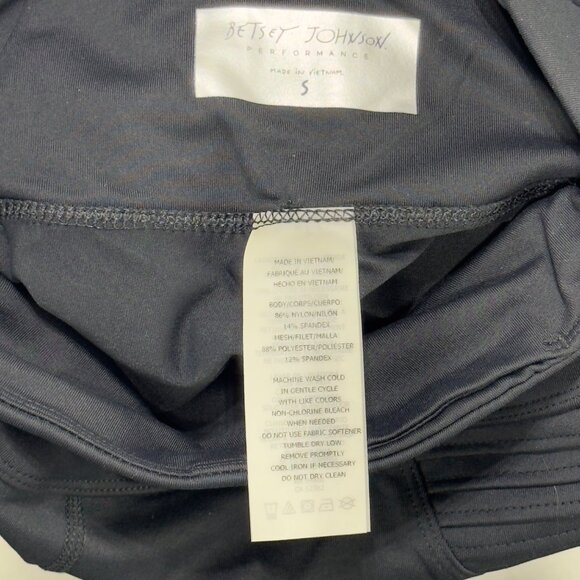 BETSEY JOHNSON
PERFORMANCE
MADE IN VIETNAM
S
MADE IN VIETNAM/
FABRIQUE AU VIETNAM/
HECHO EN VIETNAM
BODY/CORPS/CUERPO:
86% NYLON/NILÓN
14% SPANDEX
MESH/FILET/MALLA
88% POLYESTER/POLIÉSTER
12% SPANDEX
MACHINE WASH COLD
IN GENTLE CYCLE
WITH LIKE COLORS
NON-CHLORINE BLEACH
WHEN NEEDED
DO NOT USE FABRIC SOFTENER
TUMBLE DRY LOW
REMOVE PROMPTLY
COOL IRON IF NECESSARY
DO NOT DRY CLEAN